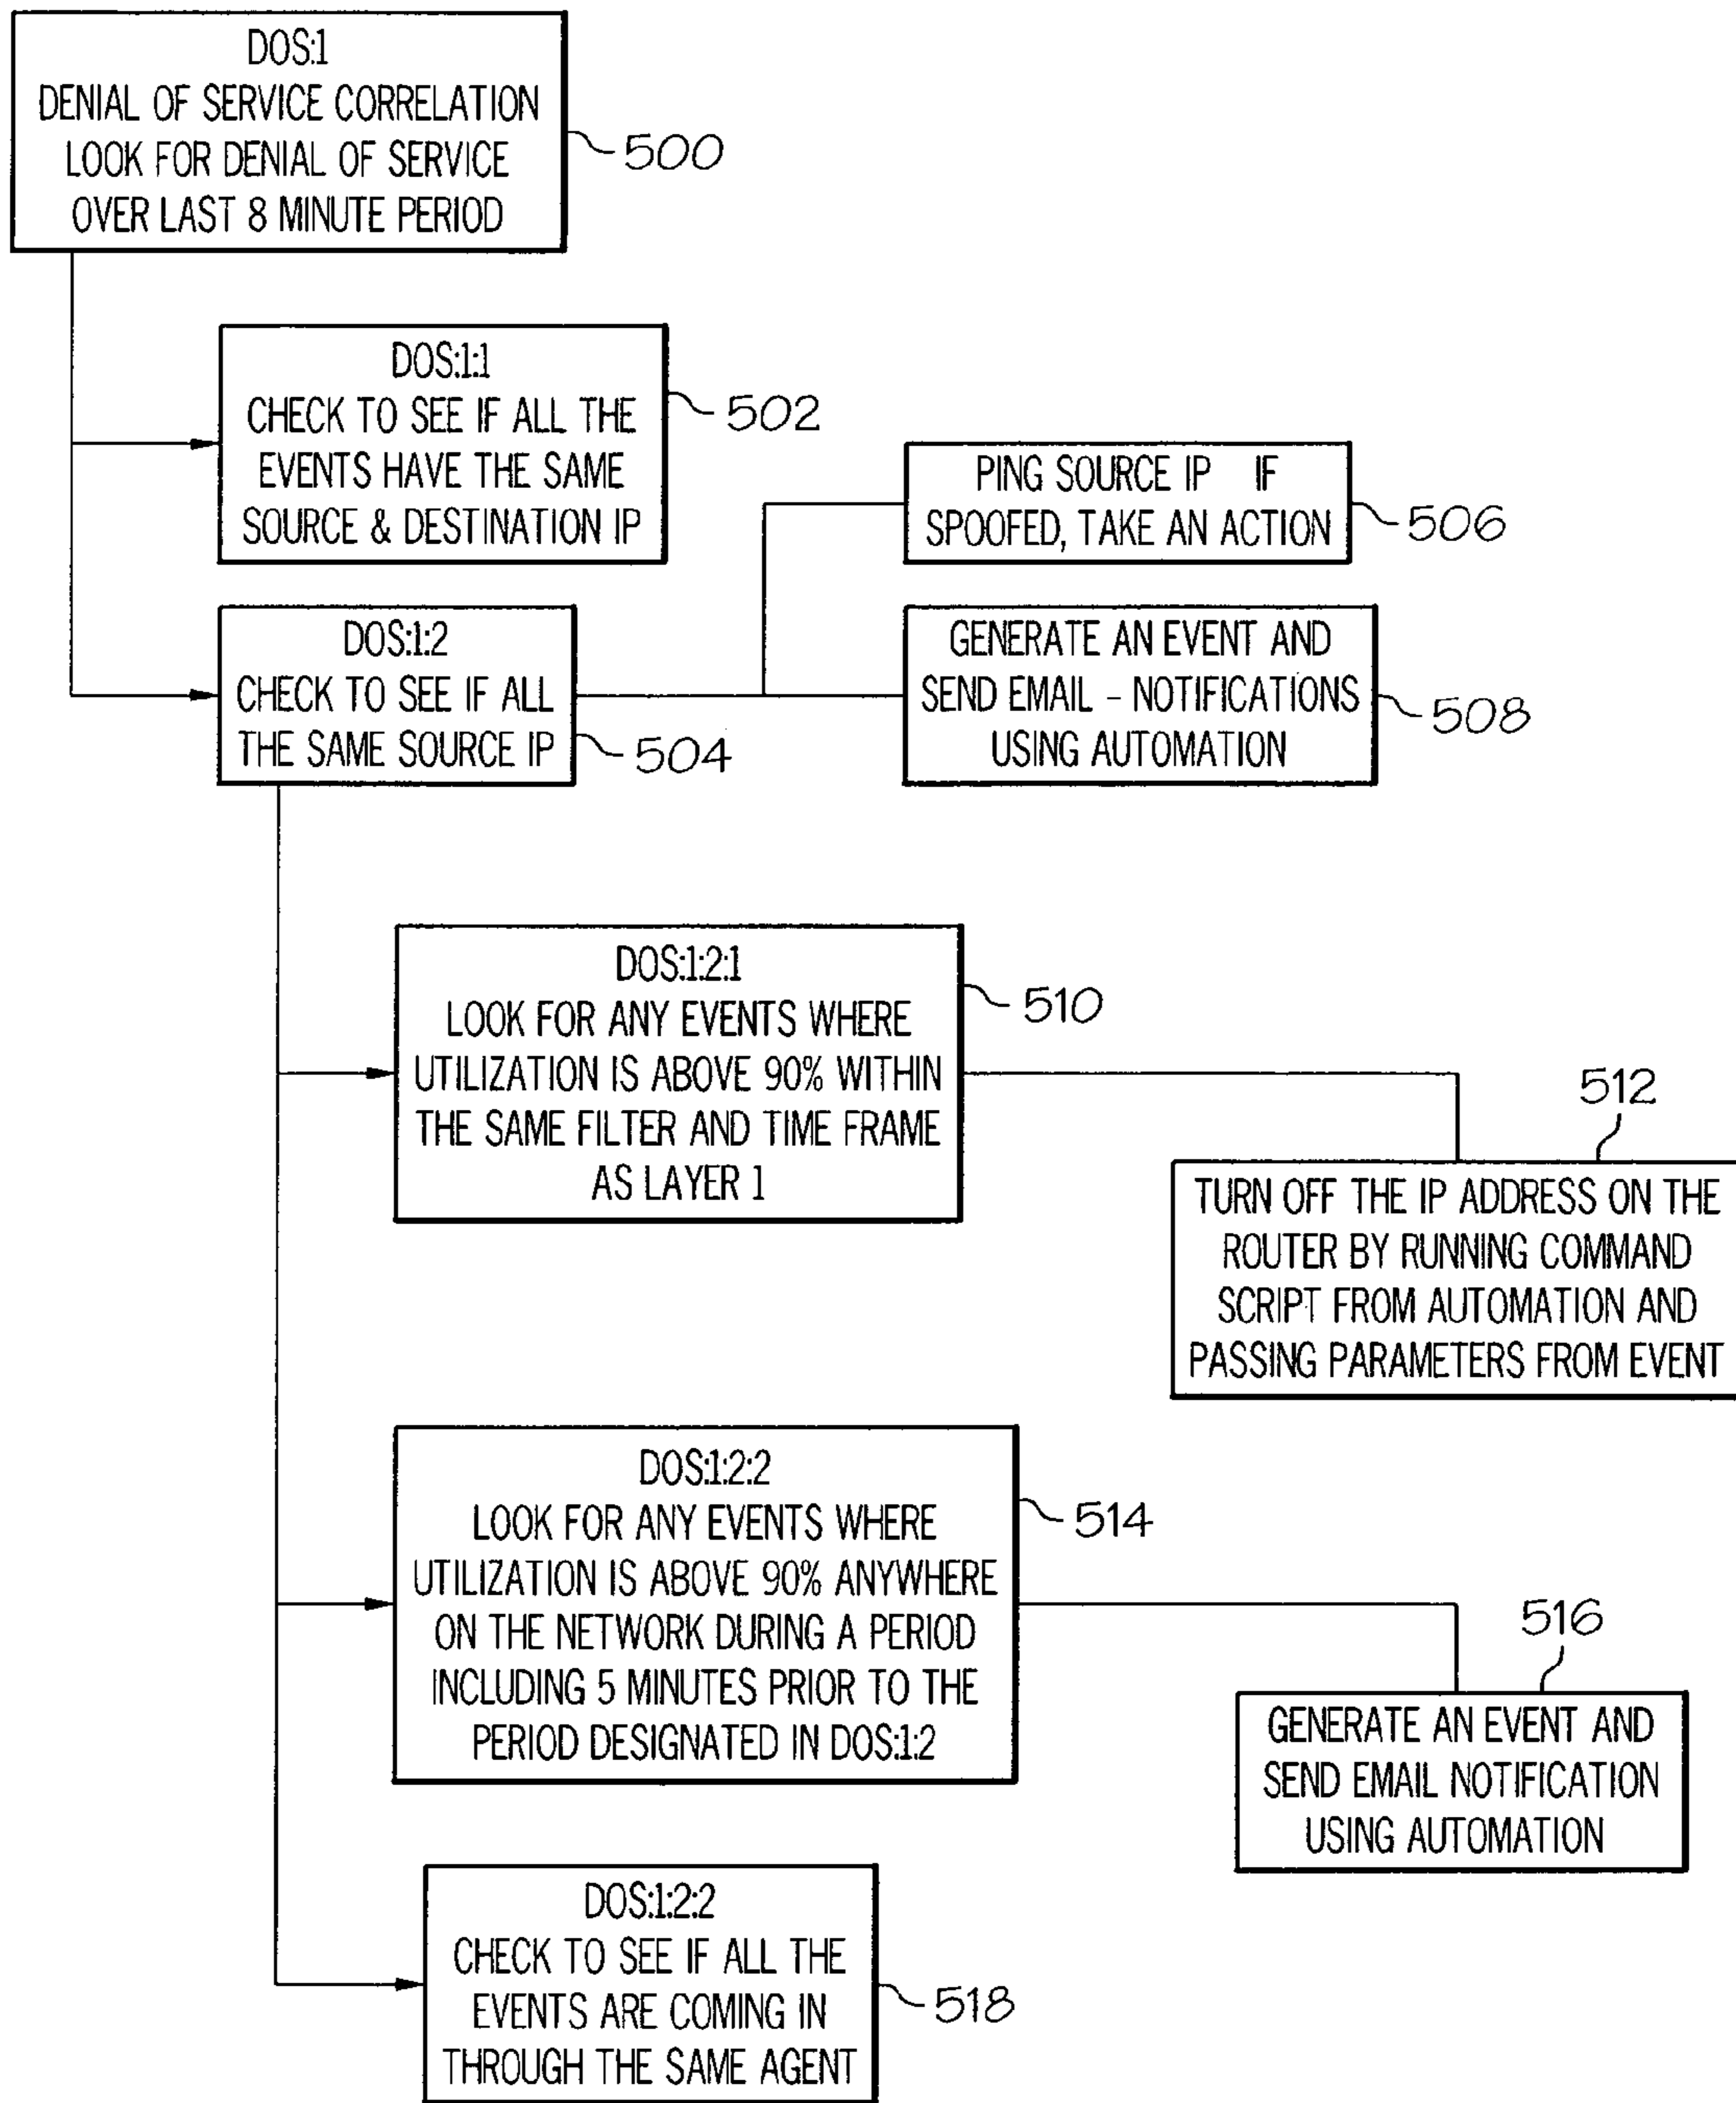 DOS:1
DENIAL OF SERVICE CORRELATION
LOOK FOR DENIAL OF SERVICE
OVER LAST 8 MINUTE PERIOD
500
DOS:1:1
CHECK TO SEE IF ALL THE
EVENTS HAVE THE SAME
SOURCE & DESTINATION IP
502
DOS:1:2
CHECK TO SEE IF ALL
THE SAME SOURCE IP
504
PING SOURCE IP IF
SPOOFED, TAKE AN ACTION
506
GENERATE AN EVENT AND
SEND EMAIL – NOTIFICATIONS
USING AUTOMATION
508
DOS:1:2:1
LOOK FOR ANY EVENTS WHERE
UTILIZATION IS ABOVE 90% WITHIN
THE SAME FILTER AND TIME FRAME
AS LAYER 1
510
512
TURN OFF THE IP ADDRESS ON THE
ROUTER BY RUNNING COMMAND
SCRIPT FROM AUTOMATION AND
PASSING PARAMETERS FROM EVENT
DOS:1:2:2
LOOK FOR ANY EVENTS WHERE
UTILIZATION IS ABOVE 90% ANYWHERE
ON THE NETWORK DURING A PERIOD
INCLUDING 5 MINUTES PRIOR TO THE
PERIOD DESIGNATED IN DOS:1:2
514
516
GENERATE AN EVENT AND
SEND EMAIL NOTIFICATION
USING AUTOMATION
DOS:1:2:2
CHECK TO SEE IF ALL THE
EVENTS ARE COMING IN
THROUGH THE SAME AGENT
518